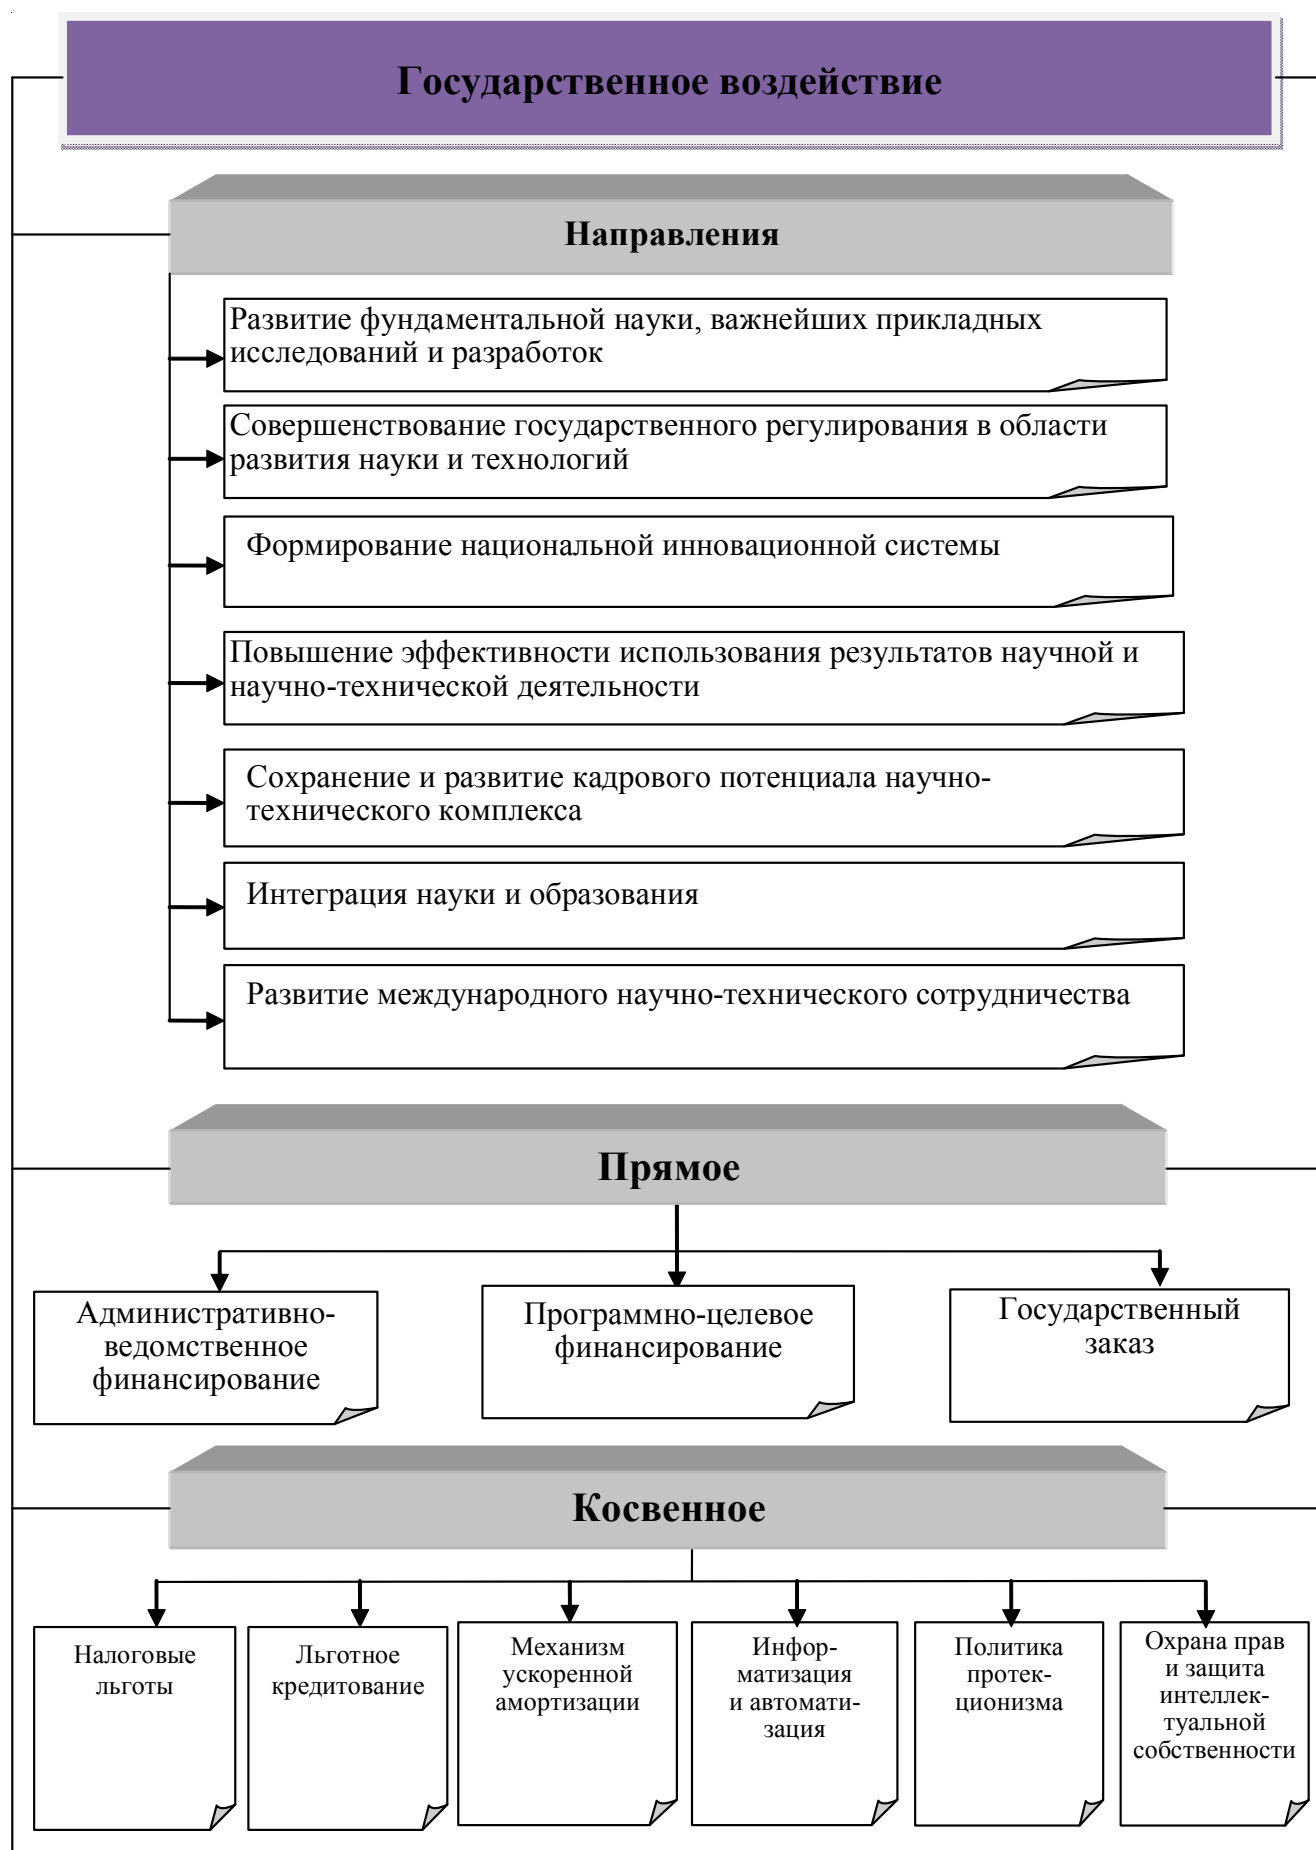 Государственное воздействие
Направления
Развитие фундаментальной науки, важнейших прикладных
исследований и разработок
Совершенствование государственного регулирования в области
развития науки и технологий
Формирование национальной инновационной системы
Повышение эффективности использования результатов научной и
научно-технической деятельности
Сохранение и развитие кадрового потенциала научно-
технического комплекса
Интеграция науки и образования
Развитие международного научно-технического сотрудничества
Прямое
Административно-
ведомственное
финансирование
Программно-целевое
финансирование
Государственный
заказ
Косвенное
Налоговые
льготы
Льготное
кредитование
Механизм
ускоренной
амортизации
Инфор-
матизация
и автомати-
зация
Политика
протек-
ционизма
Охрана прав
и защита
интеллек-
туальной
собственности